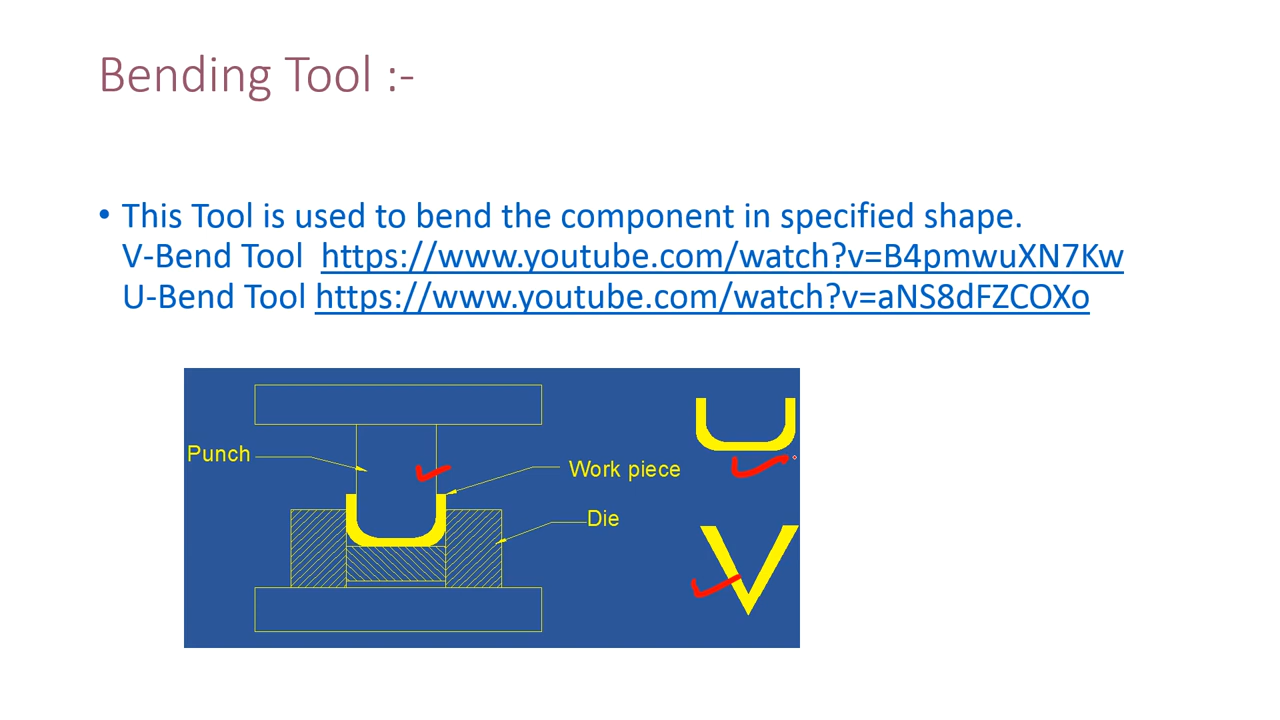 Bending Tool :-
• This Tool is used to bend the component in specified shape.
V-Bend Tool https://www.youtube.com/watch?v=B4pmwuXN7Kw
U-Bend Tool https://www.youtube.com/watch?v=aNS8dFZCOXo
Punch
Work piece
Die